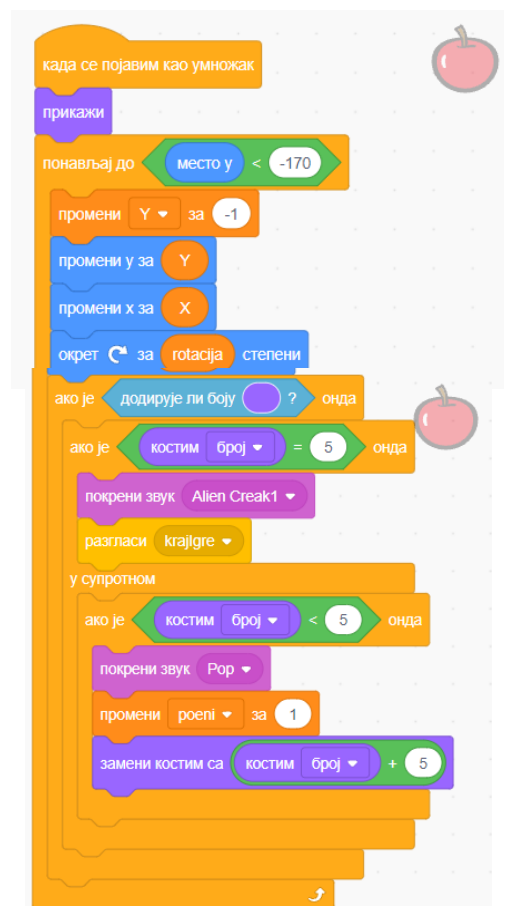 када се појавим као умножак
прикажи
понављај до место y < -170
промени Y за -1
промени y за Y
промени x за X
окрет за rotacija степени
ако је додирује ли боју ? онда
ако је костим број = 5 онда
покрени звук Alien Creak1
разгласи krajIgre
у супротном
ако је костим број < 5 онда
покрени звук Pop
промени poeni за 1
замени костим са костим број + 5